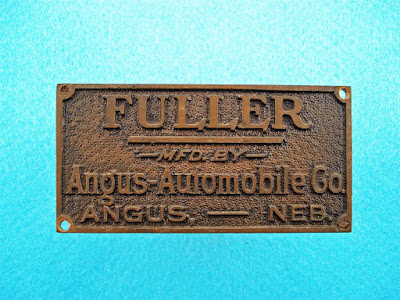 FULLER
MFD. BY
Angus-Automobile Co.
ANGUS. — NEB.